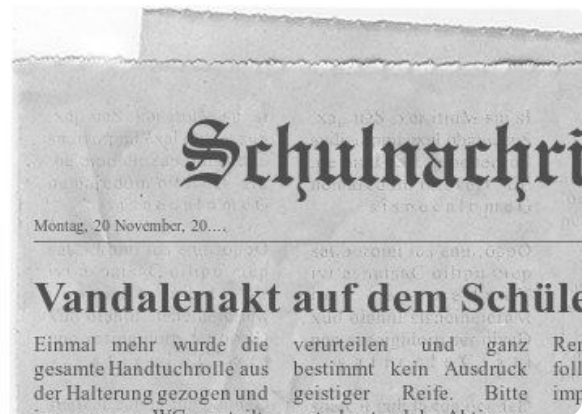 Schulnachri
Montag, 20 November, 20....
Vandalenakt auf dem Schüle
Einmal mehr wurde die
gesamte Handtuchrolle aus
der Halterung gezogen und
verurteilen und ganz
bestimmt kein Ausdruck
geistiger Reife. Bitte
Ren
foll
imp